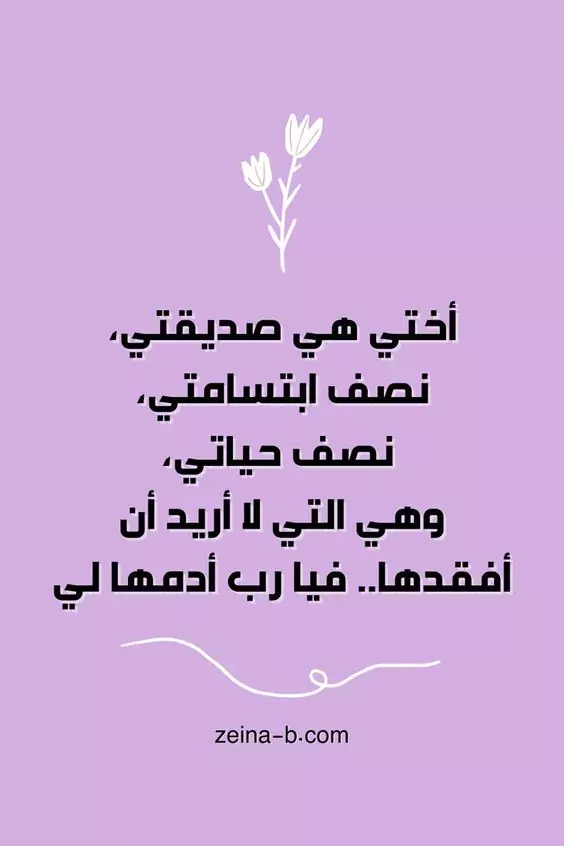 أختي هي صديقتي،
نصف ابتسامتي،
نصف حياتي،
وهي التي لا أريد أن
أفقدها.. فيا رب أدمها لي
zeina-b.com